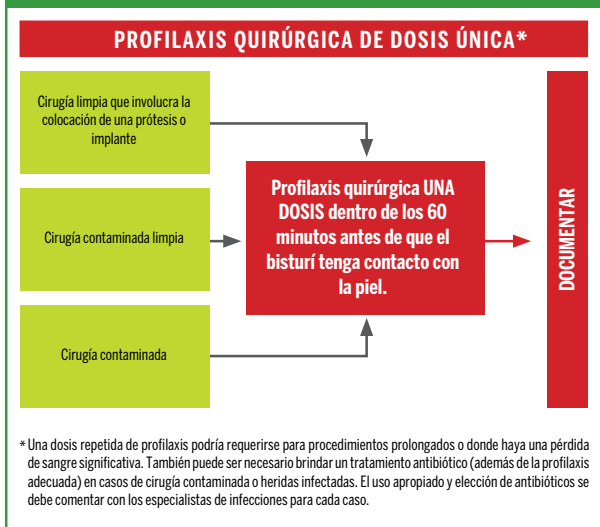 PROFILAXIS QUIRÚRGICA DE DOSIS ÚNICA*
Cirugía limpia que involucra la
colocación de una prótesis o
implante
Cirugía contaminada limpia
Cirugía contaminada
Profilaxis quirúrgica UNA
DOSIS dentro de los 60
minutos antes de que el
bisturí tenga contacto con
la piel.
DOCUMENTAR
* Una dosis repetida de profilaxis podría requerirse para procedimientos prolongados o donde haya una pérdida
de sangre significativa. También puede ser necesario brindar un tratamiento antibiótico (además de la profilaxis
adecuada) en casos de cirugía contaminada o heridas infectadas. El uso apropiado y elección de antibióticos se
debe comentar con los especialistas de infecciones para cada caso.